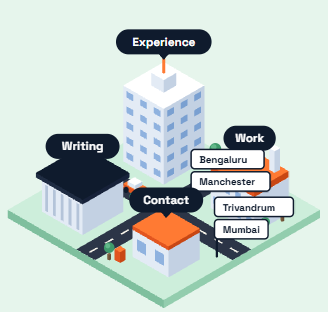 Experience
Writing
Work
Bengaluru
Manchester
Contact
Trivandrum
Mumbai